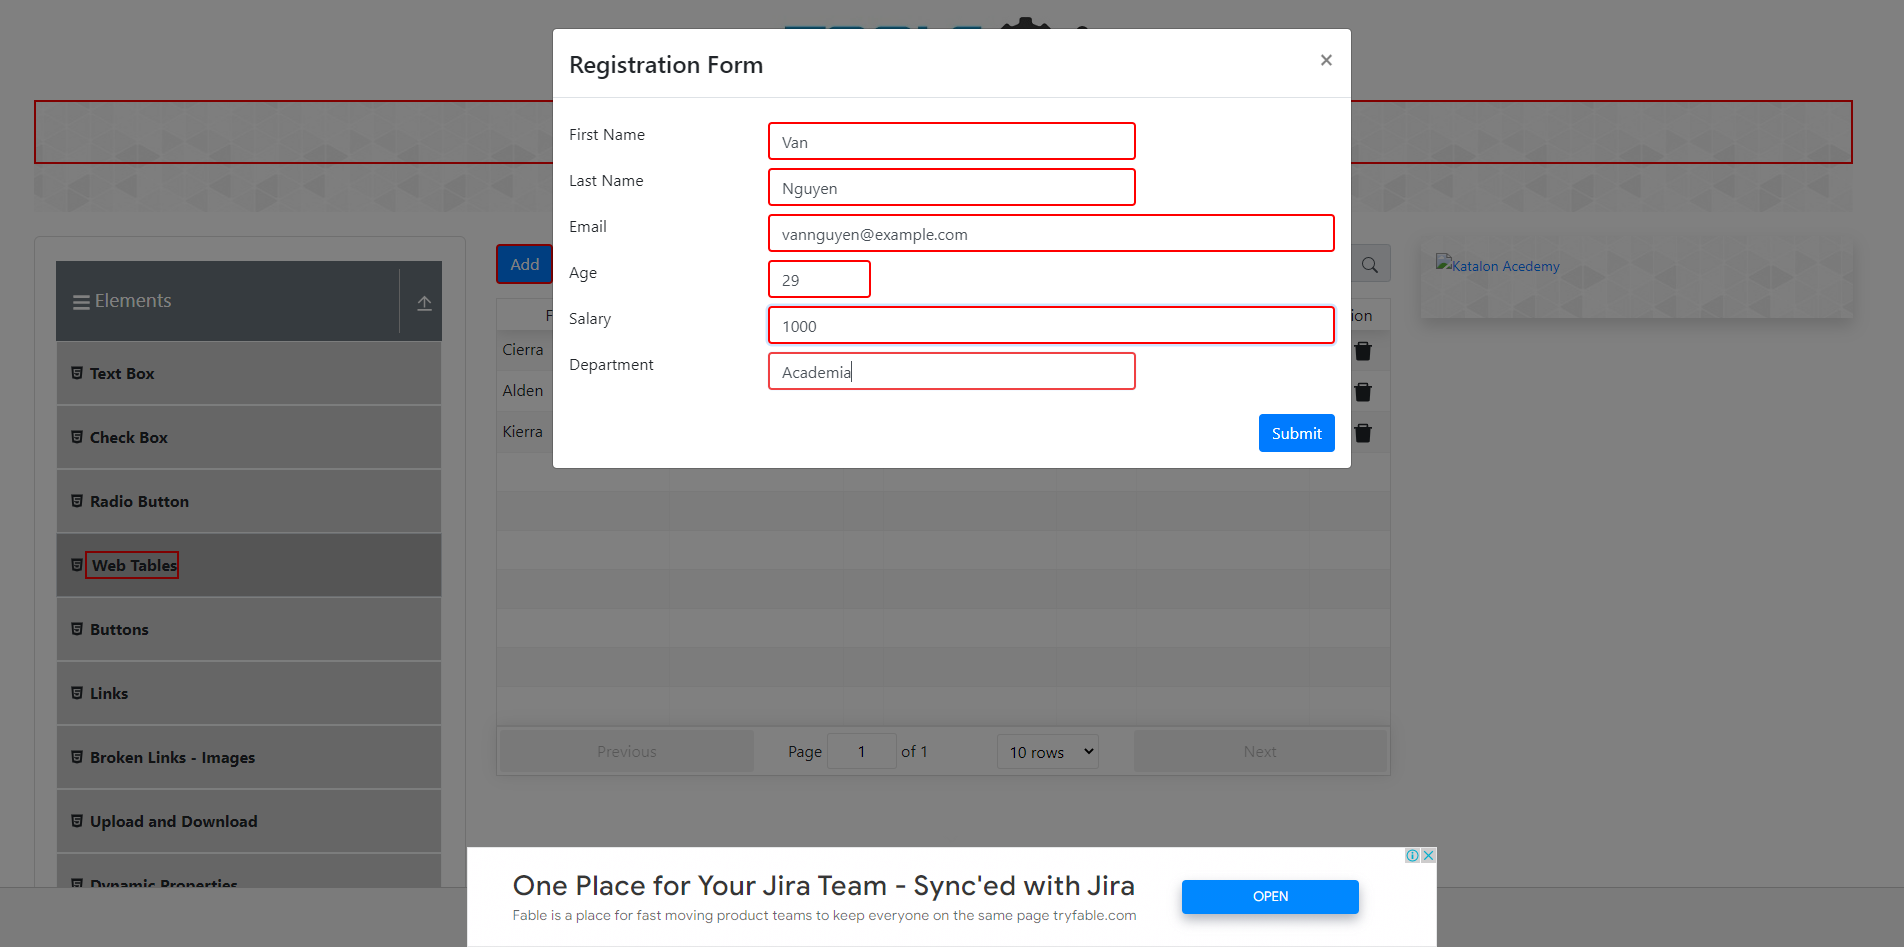 Registration Form
×
First Name
Van
Last Name
Nguyen
Email
vannguyen@example.com
Age
29
Salary
1000
Department
Academia
Submit
Elements
Text Box
Check Box
Radio Button
Web Tables
Buttons
Links
Broken Links - Images
Upload and Download
Dynamic Properties
Add
F
ion
Cierra
Alden
Kierra
Previous
Page 1 of 1
10 rows
Next
Katalon Acedemy
One Place for Your Jira Team - Sync'ed with Jira
Fable is a place for fast moving product teams to keep everyone on the same page tryfable.com
OPEN